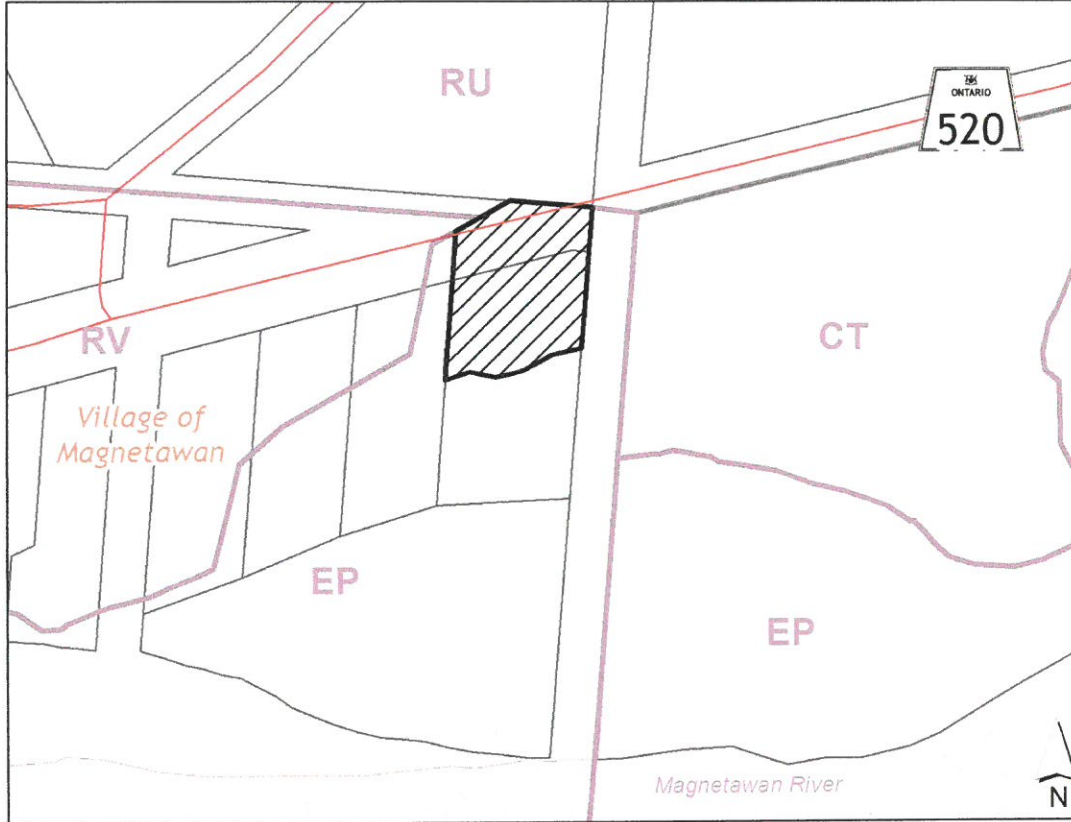 RU
ONTARIO
520
RV
CT
Village of
Magnetawan
EP
EP
Magnetawan River
N